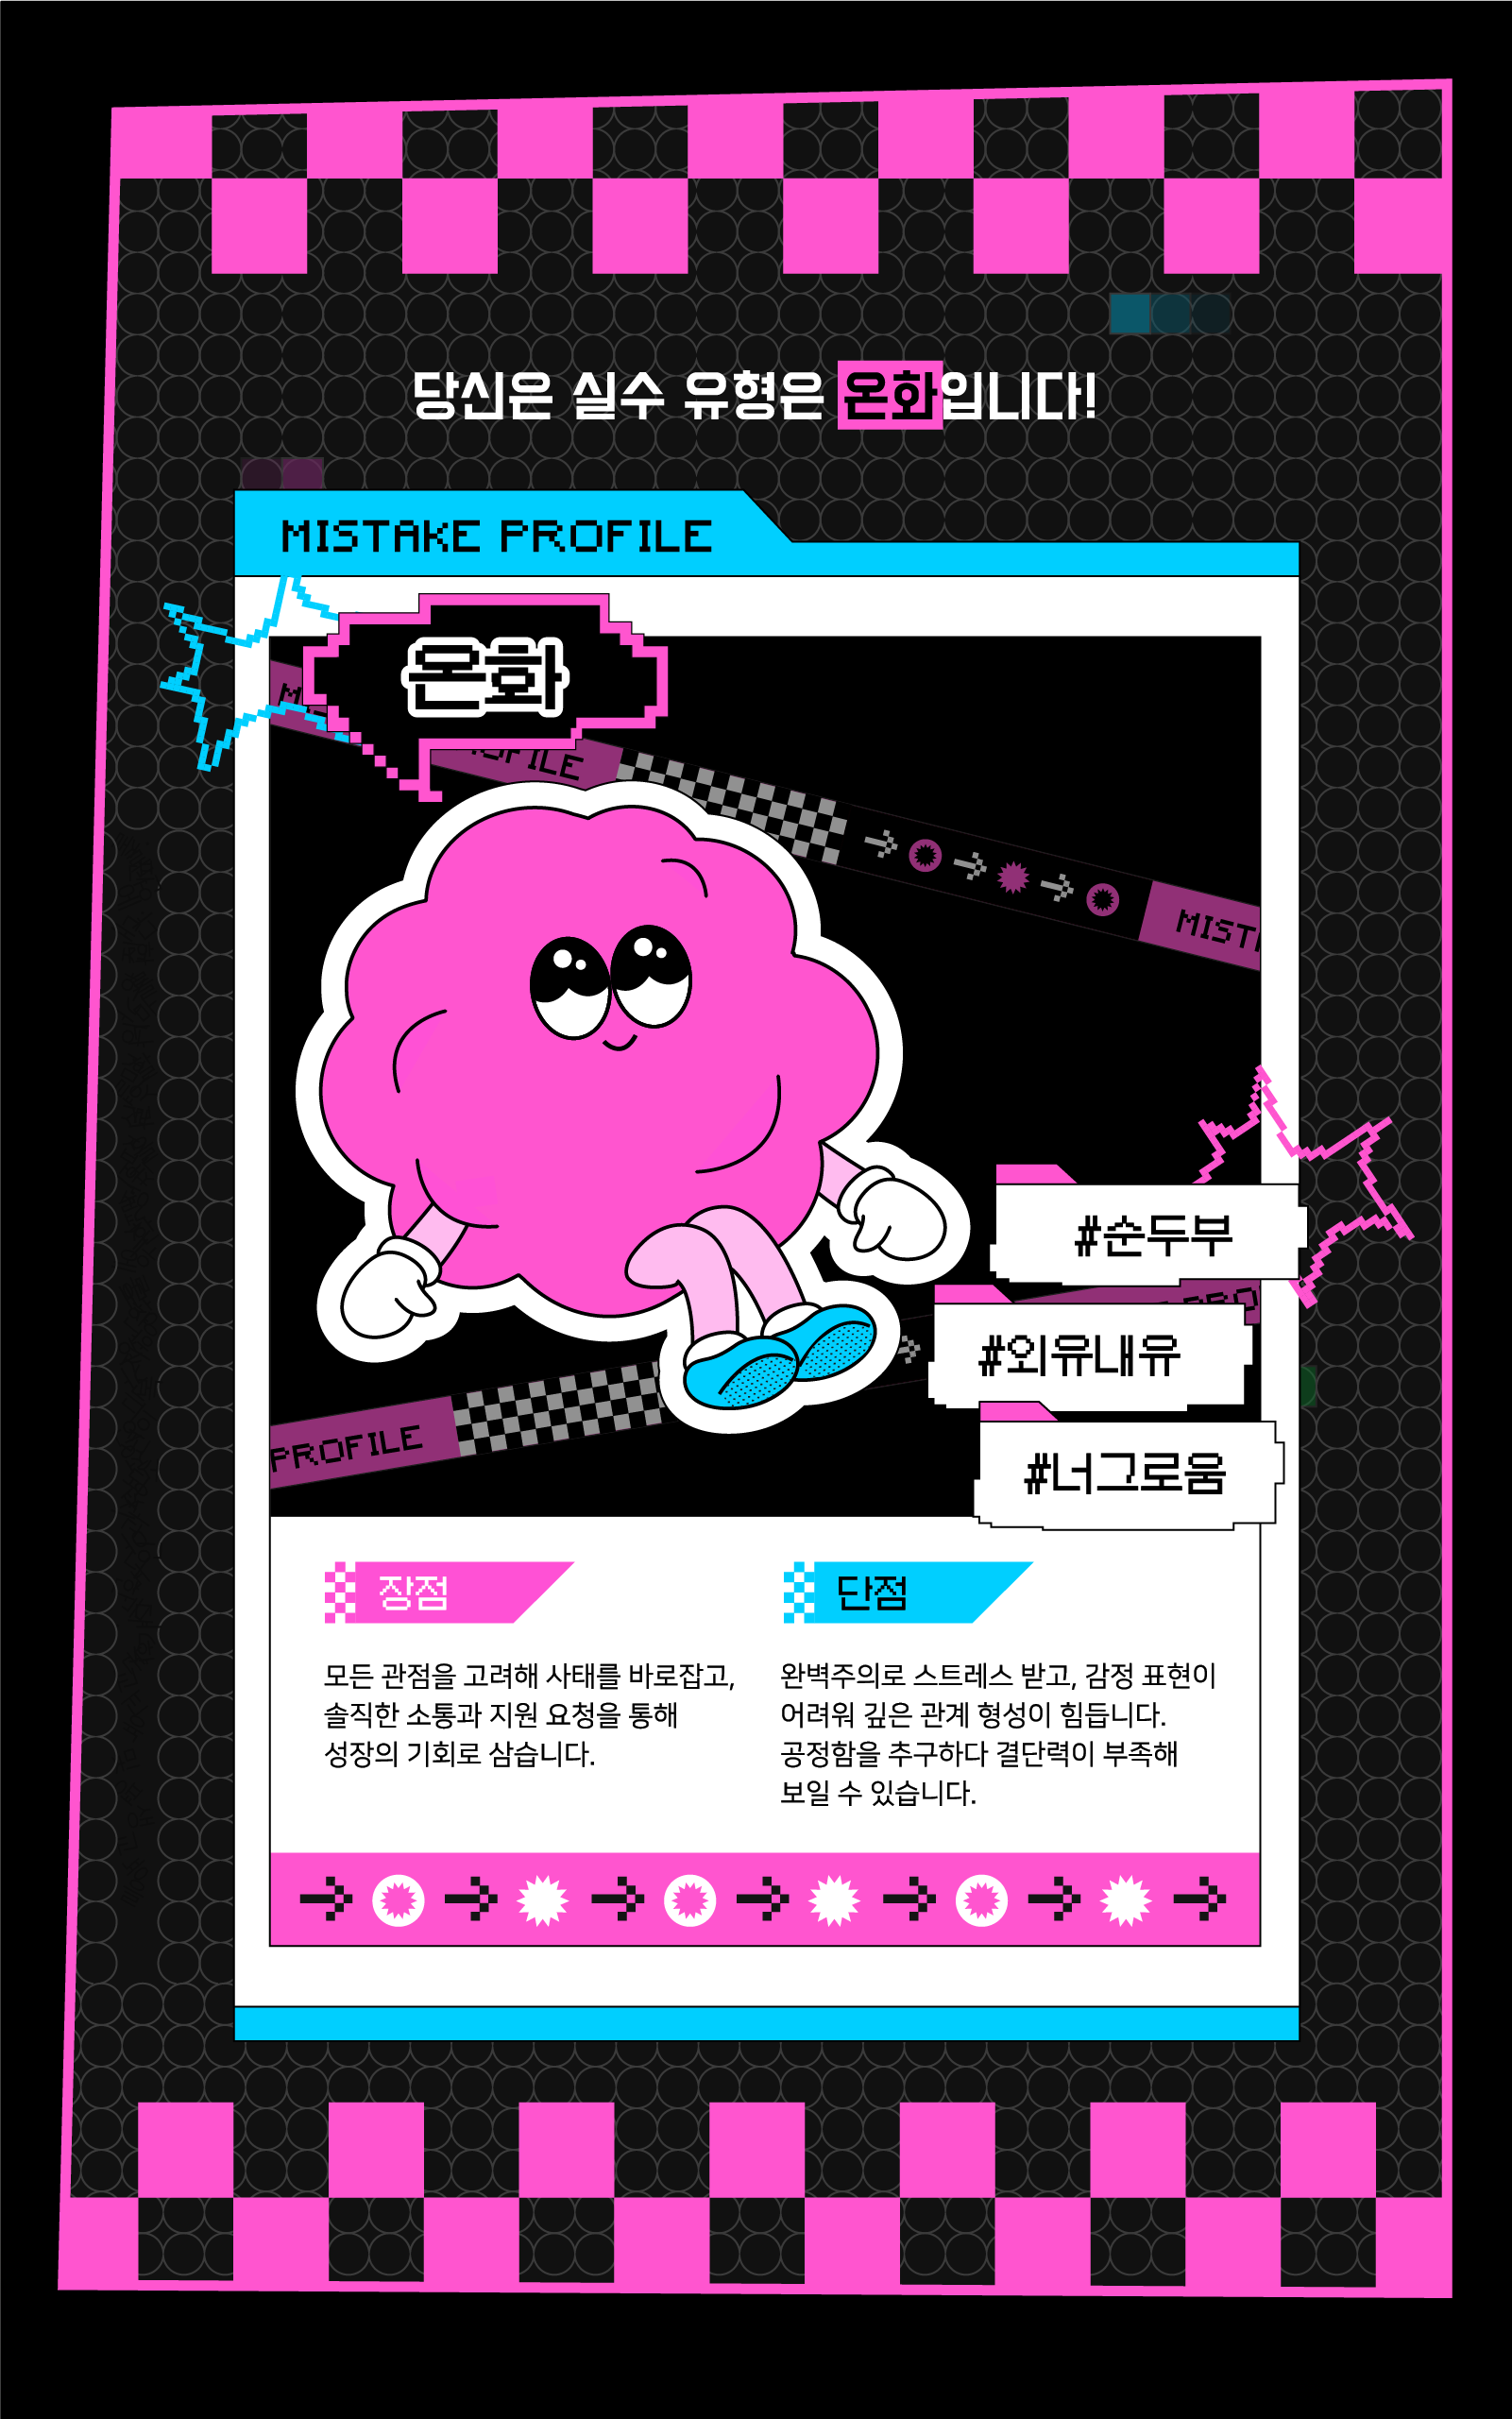 당신은 실수 유형은 온화입니다!
MISTAKE PROFILE
온화
OFILE
MIST
#순두부
#외유내유
PRO
#너그로움
PROFILE
장점
모든 관점을 고려해 사태를 바로잡고,
솔직한 소통과 지원 요청을 통해
성장의 기회로 삼습니다.
단점
완벽주의로 스트레스 받고, 감정 표현이
어려워 깊은 관계 형성이 힘듭니다.
공정함을 추구하다 결단력이 부족해
보일 수 있습니다.